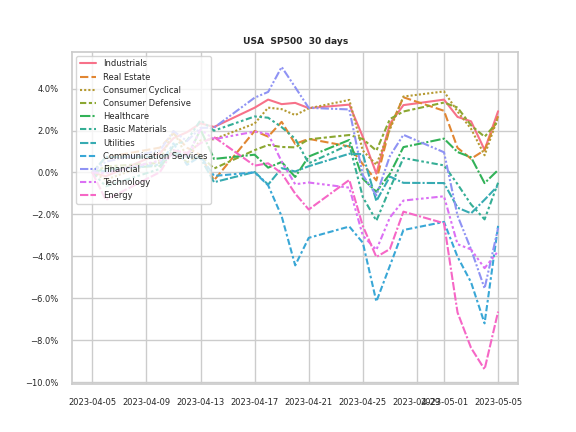 USA SP500 30 days
Industrials
Real Estate
Consumer Cyclical
Consumer Defensive
Healthcare
Basic Materials
Utilities
Communication Services
Financial
Technology
Energy
4.0%
2.0%
0.0%
−2.0%
−4.0%
−6.0%
−8.0%
−10.0%
2023-04-05 2023-04-09 2023-04-13 2023-04-17 2023-04-21 2023-04-25 2023-04-29 2023-05-01 2023-05-05